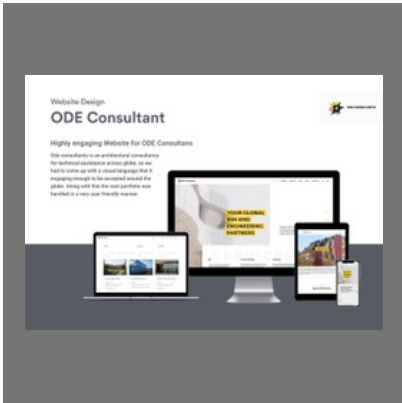 Website Design
ODE Consultant
ODE CONSULTANTS
Highly engaging Website for ODE Consultans
Ode consultants is an architectural consultancy
for technical assistance across globe, so we
had to come up with a visual language that it
engaging enough to be accepted around the
globe. Along with this the vast portfolio was
handled in a very user friendly manner.
YOUR GLOBAL
BIM AND
ENGINEERING
PARTNERS